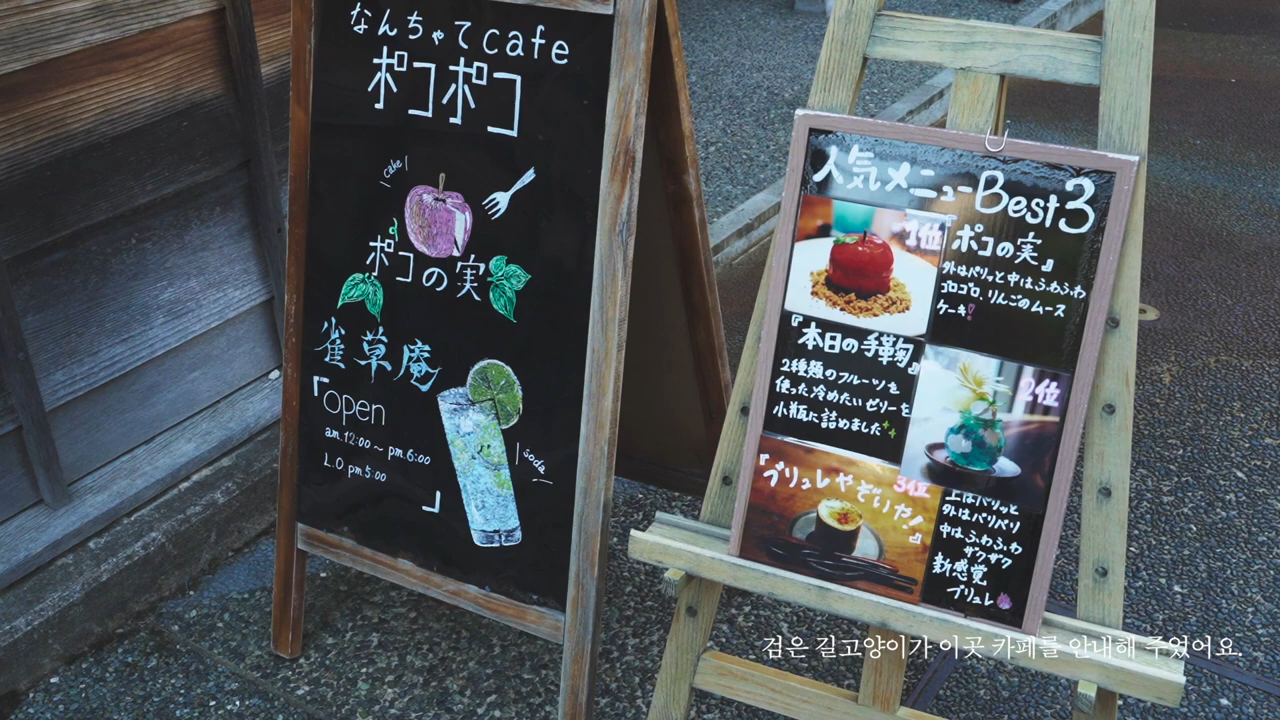 なんちゃてcafe
ポコポコ
cake
ポコの実
雀草庵
『open
am.12:00～pm.6:00
L.O pm5:00
』
soda
人気メニューBest3
1位
『ポコの実』
外はパリッと中はふわふわ
ゴロゴロ、りんごのムース
ケーキ!
『本日の手鞠』
2種類のフルーツを
使った冷めたいゼリーを
小瓶に詰めました
2位
『ブリュレやぞいや!』
3位
上はパリッと
外はパリパリ
中はふわふわ
ザクザク
新感覚
ブリュレ
검은 길고양이가 이곳 카페를 안내해 주었어요.